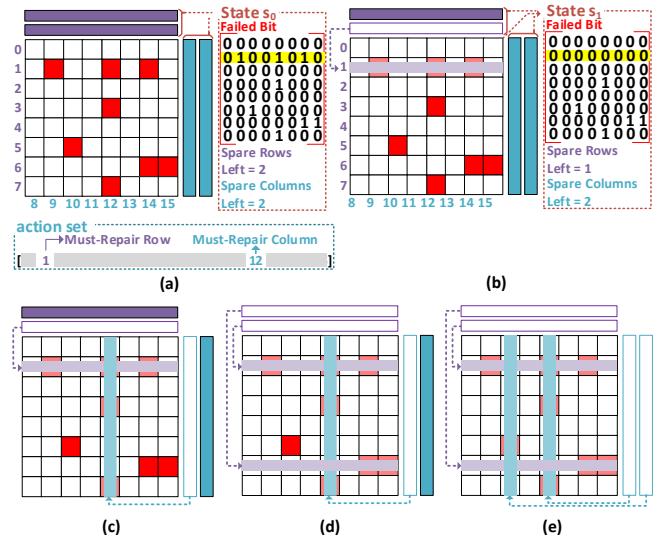 State s0
Failed Bit
0 0 0 0 0 0 0 0
0 1 0 0 1 0 1 0
0 0 0 0 0 0 0 0
0 0 0 0 1 0 0 0
0 0 0 0 0 0 0 0
0 0 1 0 0 0 0 0
0 0 0 0 0 0 1 1
0 0 0 0 1 0 0 0
Spare Rows
Left = 2
Spare Columns
Left = 2
0
1
2
3
4
5
6
7
8 9 10 11 12 13 14 15
action set
Must-Repair Row
Must-Repair Column
[ 1 12 ]
(a)
State s1
Failed Bit
0 0 0 0 0 0 0 0
0 0 0 0 0 0 0 0
0 0 0 0 0 0 0 0
0 0 0 0 1 0 0 0
0 0 0 0 0 0 0 0
0 0 1 0 0 0 0 0
0 0 0 0 0 0 1 1
0 0 0 0 1 0 0 0
Spare Rows
Left = 1
Spare Columns
Left = 2
0
1
2
3
4
5
6
7
8 9 10 11 12 13 14 15
(b)
(c)
(d)
(e)